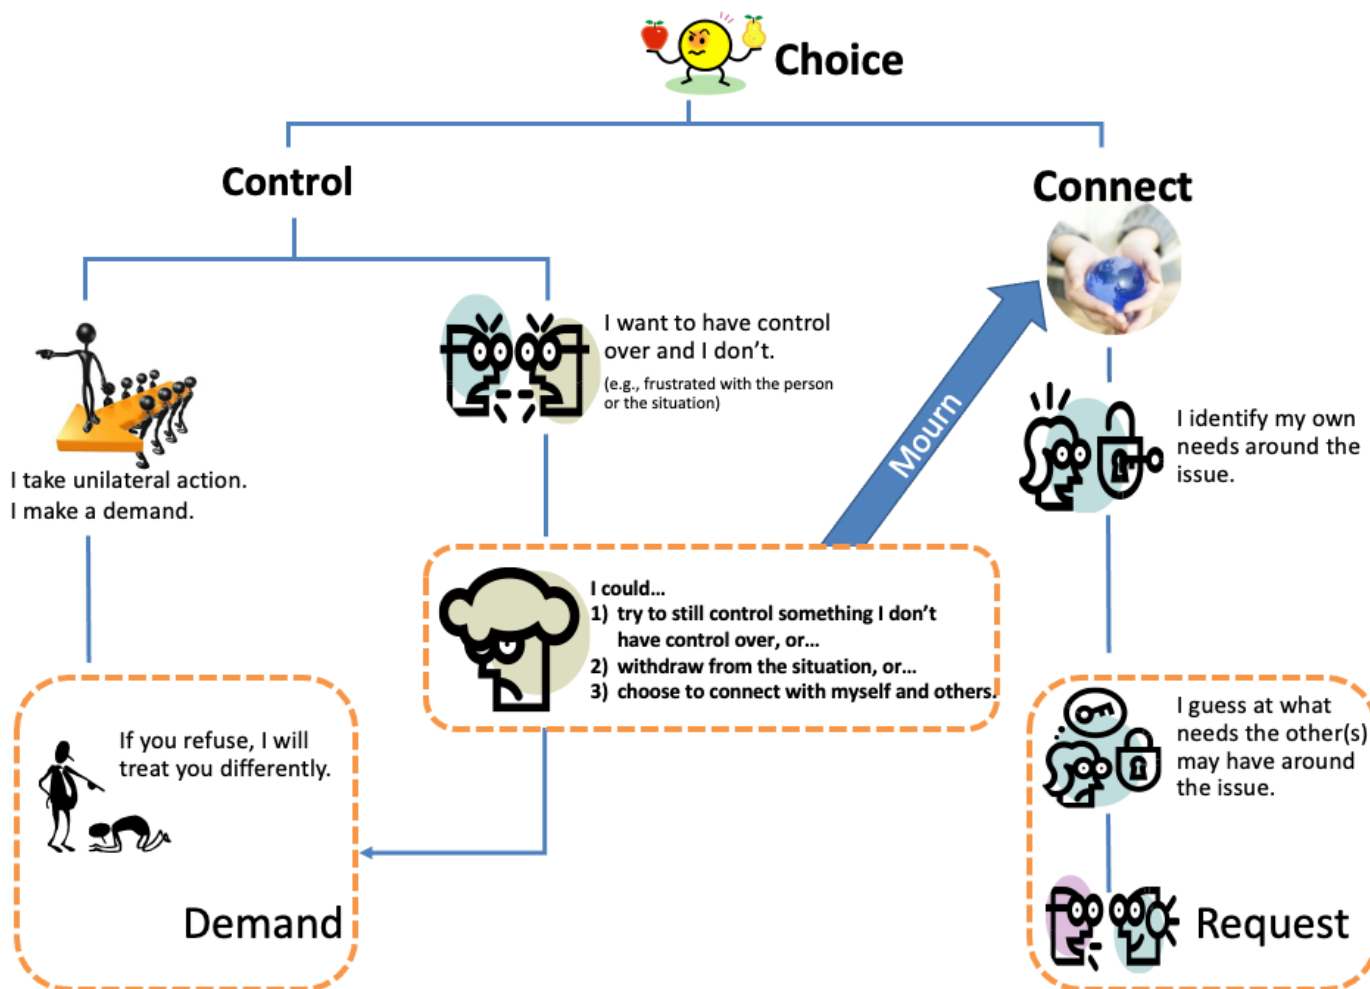 Choice
Control
Connect
I want to have control
over and I don't.
(e.g., frustrated with the person
or the situation)
Mourn
I identify my own
needs around the
issue.
I take unilateral action.
I make a demand.
I could...
1) try to still control something I don't
have control over, or...
2) withdraw from the situation, or...
3) choose to connect with myself and others.
If you refuse, I will
treat you differently.
Demand
I guess at what
needs the other(s)
may have around
the issue.
Request